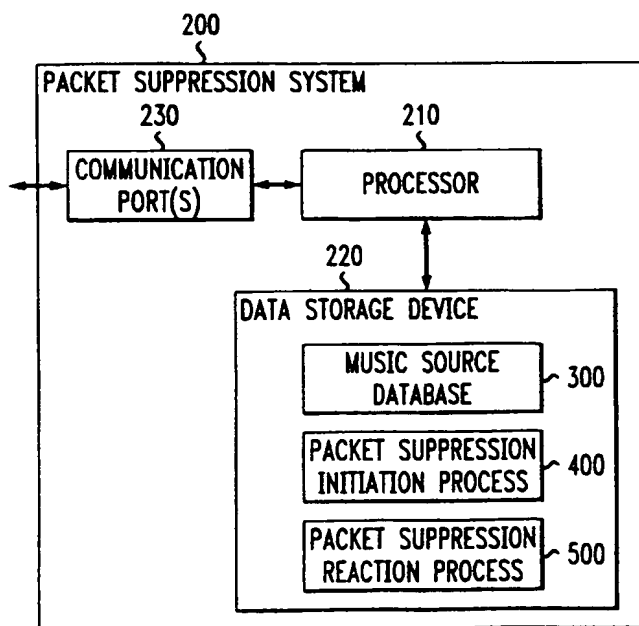 200
PACKET SUPPRESSION SYSTEM
230
210
COMMUNICATION
PORT(S)
PROCESSOR
220
DATA STORAGE DEVICE
MUSIC SOURCE
DATABASE
300
PACKET SUPPRESSION
INITIATION PROCESS
400
PACKET SUPPRESSION
REACTION PROCESS
500